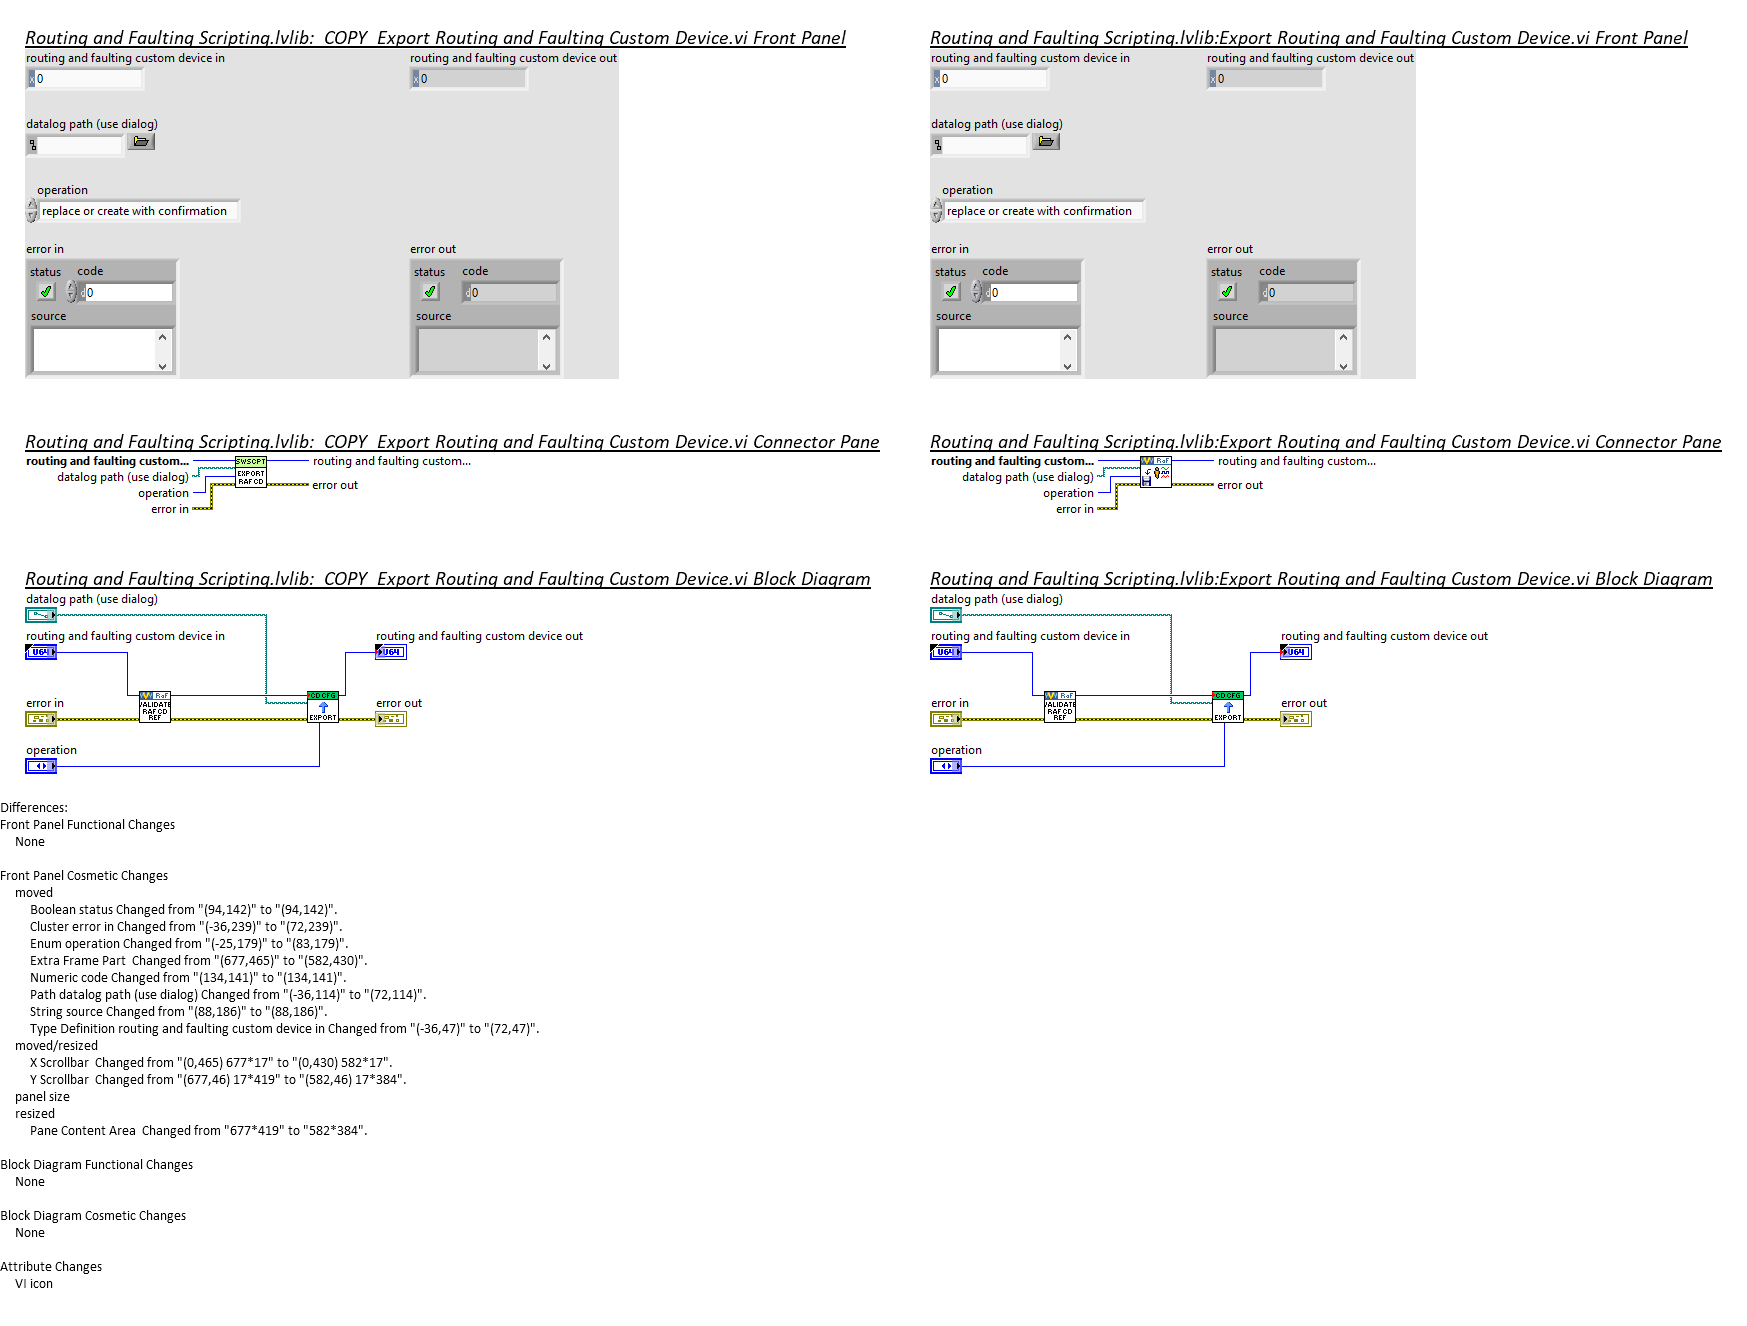 Routing and Faulting Scripting.lvlib:  COPY  Export Routing and Faulting Custom Device.vi Front Panel
routing and faulting custom device in
routing and faulting custom device out
x 0
x 0
datalog path (use dialog)
operation
replace or create with confirmation
error in
error out
status code
status code
d 0
d 0
source
source
Routing and Faulting Scripting.lvlib:Export Routing and Faulting Custom Device.vi Front Panel
routing and faulting custom device in
routing and faulting custom device out
x 0
x 0
datalog path (use dialog)
operation
replace or create with confirmation
error in
error out
status code
status code
d 0
d 0
source
source
Routing and Faulting Scripting.lvlib:  COPY  Export Routing and Faulting Custom Device.vi Connector Pane
routing and faulting custom...
datalog path (use dialog)
operation
error in
SWSCPT
EXPORT
RAF CD
routing and faulting custom...
error out
Routing and Faulting Scripting.lvlib:Export Routing and Faulting Custom Device.vi Connector Pane
routing and faulting custom...
datalog path (use dialog)
operation
error in
RaF
routing and faulting custom...
error out
Routing and Faulting Scripting.lvlib:  COPY  Export Routing and Faulting Custom Device.vi Block Diagram
datalog path (use dialog)
routing and faulting custom device in
U64
routing and faulting custom device out
U64
error in
RaF
VALIDATE
RAF CD
REF
CD CFG
EXPORT
error out
operation
Routing and Faulting Scripting.lvlib:Export Routing and Faulting Custom Device.vi Block Diagram
datalog path (use dialog)
routing and faulting custom device in
U64
routing and faulting custom device out
U64
error in
RaF
VALIDATE
RAF CD
REF
CD CFG
EXPORT
error out
operation
Differences:
Front Panel Functional Changes
None
Front Panel Cosmetic Changes
moved
Boolean status Changed from "(94,142)" to "(94,142)".
Cluster error in Changed from "(-36,239)" to "(72,239)".
Enum operation Changed from "(-25,179)" to "(83,179)".
Extra Frame Part  Changed from "(677,465)" to "(582,430)".
Numeric code Changed from "(134,141)" to "(134,141)".
Path datalog path (use dialog) Changed from "(-36,114)" to "(72,114)".
String source Changed from "(88,186)" to "(88,186)".
Type Definition routing and faulting custom device in Changed from "(-36,47)" to "(72,47)".
moved/resized
X Scrollbar  Changed from "(0,465) 677*17" to "(0,430) 582*17".
Y Scrollbar  Changed from "(677,46) 17*419" to "(582,46) 17*384".
panel size
resized
Pane Content Area  Changed from "677*419" to "582*384".
Block Diagram Functional Changes
None
Block Diagram Cosmetic Changes
None
Attribute Changes
VI icon